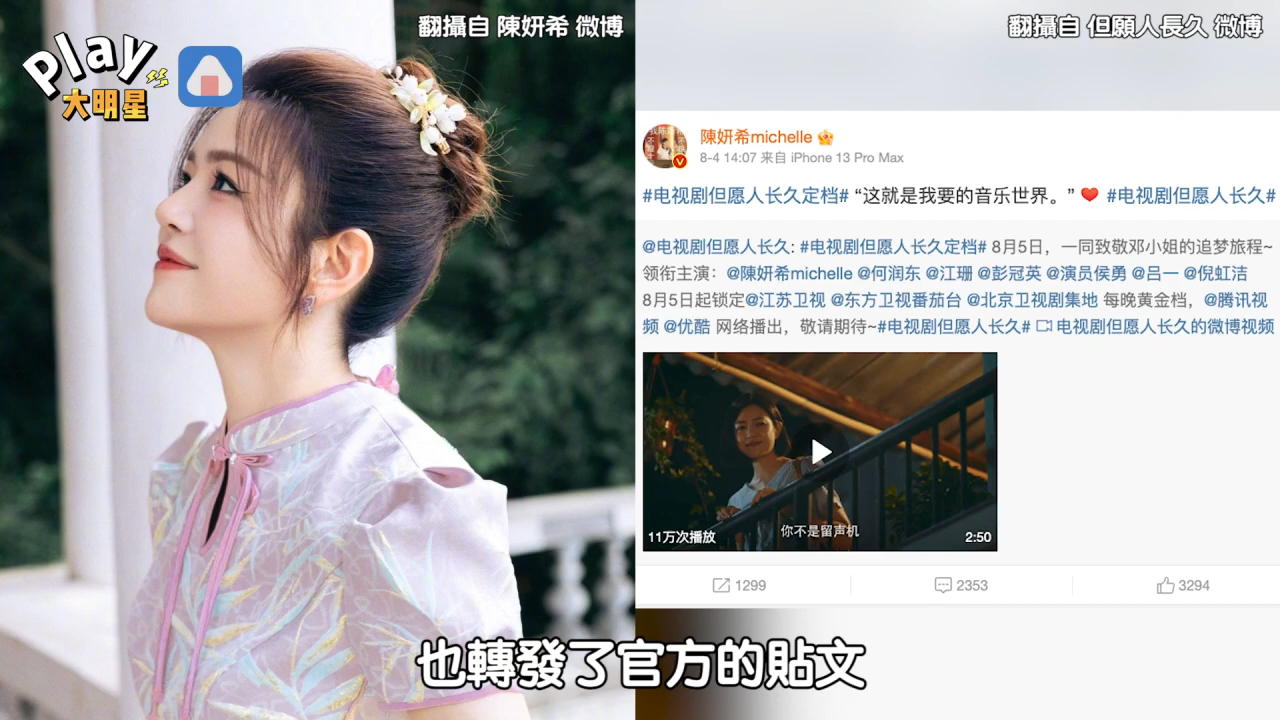 Play
大明星
翻攝自 陳妍希 微博
翻攝自 但願人長久 微博
陳妍希michelle
8-4 14:07 来自 iPhone 13 Pro Max
#电视剧但愿人长久定档# “这就是我要的音乐世界。” #电视剧但愿人长久#
@电视剧但愿人长久: #电视剧但愿人长久定档# 8月5日，一同致敬邓小姐的追梦旅程~
领衔主演：@陳妍希michelle @何润东 @江珊 @彭冠英 @演员侯勇 @吕一 @倪虹洁
8月5日起锁定@江苏卫视 @东方卫视番茄台 @北京卫视剧集地 每晚黄金档，@腾讯视
频 @优酷 网络播出，敬请期待~#电视剧但愿人长久# 电视剧但愿人长久的微博视频
你不是留声机
11万次播放
2:50
1299
2353
3294
也轉發了官方的貼文